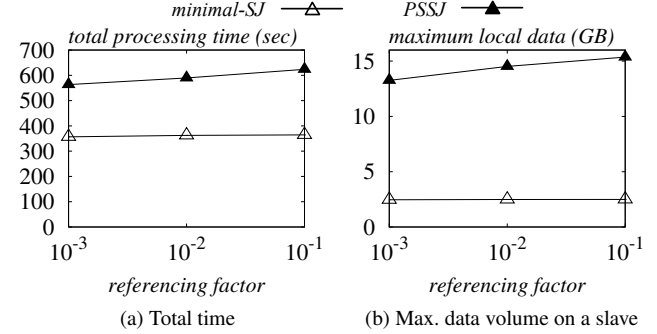 minimal-SJ PSSJ
total processing time (sec)
700
600
500
400
300
200
100
0
10^-3 10^-2 10^-1
referencing factor
(a) Total time
maximum local data (GB)
15
10
5
0
10^-3 10^-2 10^-1
referencing factor
(b) Max. data volume on a slave